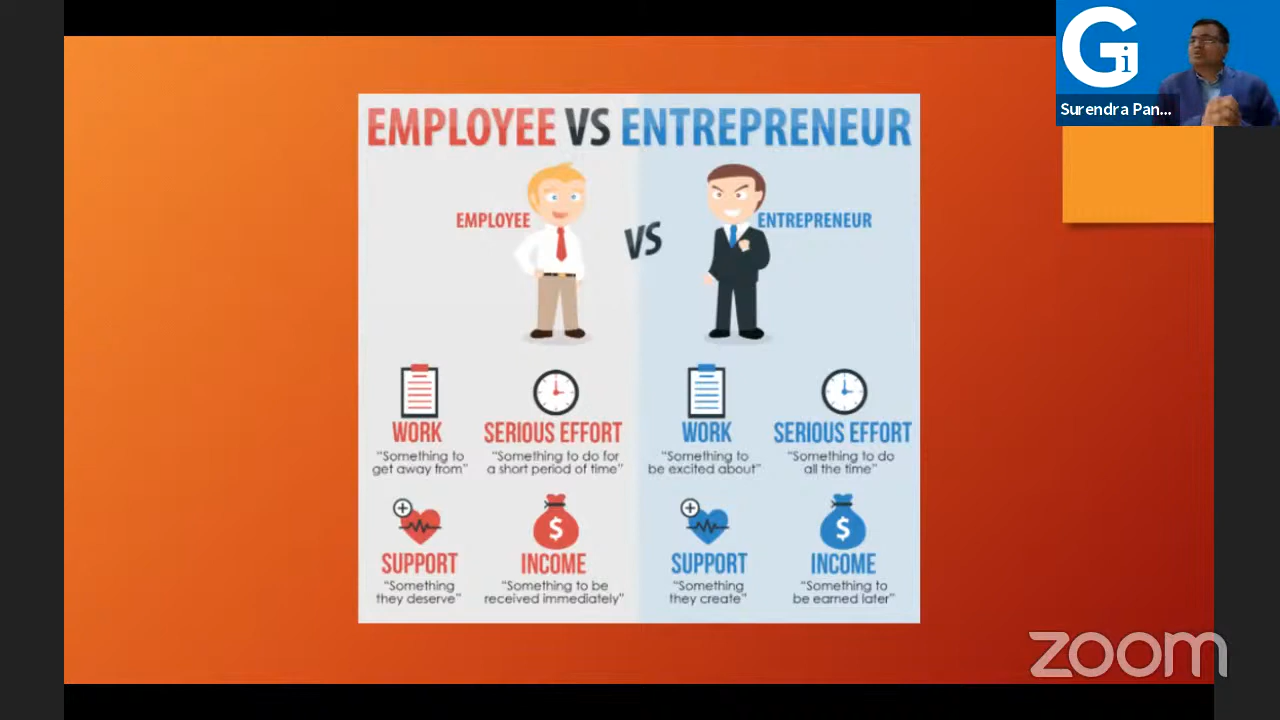 Gi
Surendra Pan...
EMPLOYEE VS ENTREPRENEUR
EMPLOYEE
VS
ENTREPRENEUR
WORK
"Something to
get away from"
SERIOUS EFFORT
"Something to do for
a short period of time"
WORK
"Something to
be excited about"
SERIOUS EFFORT
"Something to do
all the time"
SUPPORT
"Something
they deserve"
$
INCOME
"Something to be
received immediately"
SUPPORT
"Something
they create"
$
INCOME
"Something to
be earned later"
zoom